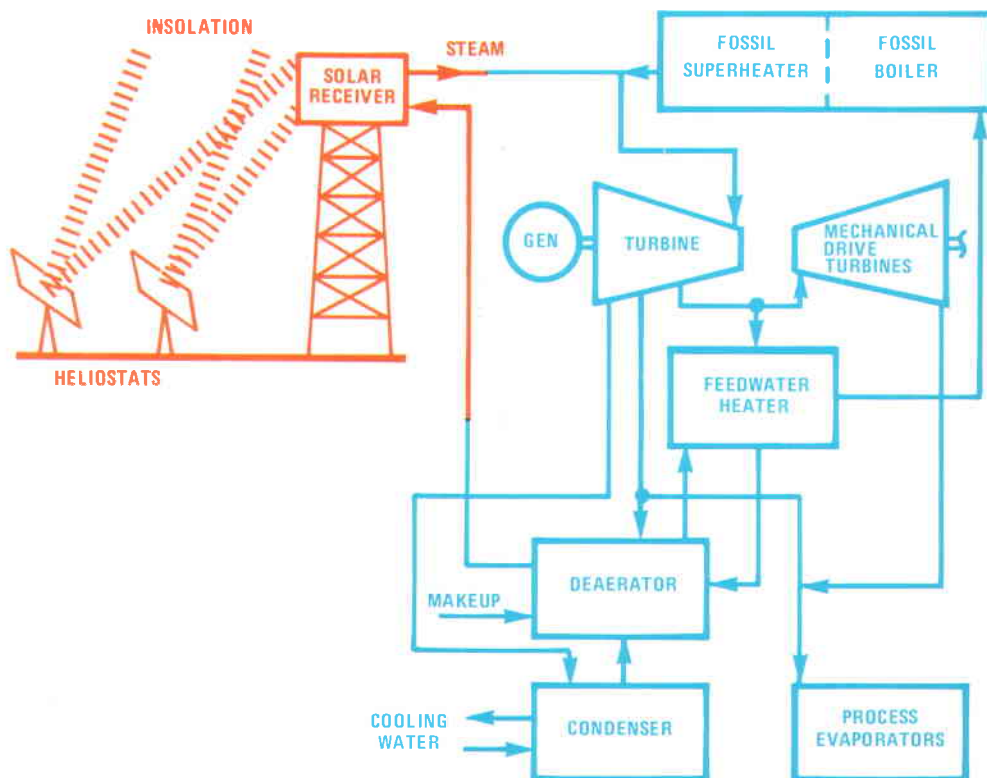 INSOLATION
STEAM
SOLAR
RECEIVER
FOSSIL
SUPERHEATER
FOSSIL
BOILER
GEN
TURBINE
MECHANICAL
DRIVE
TURBINES
HELIOSTATS
FEEDWATER
HEATER
DEAERATOR
MAKEUP
COOLING
WATER
CONDENSER
PROCESS
EVAPORATORS